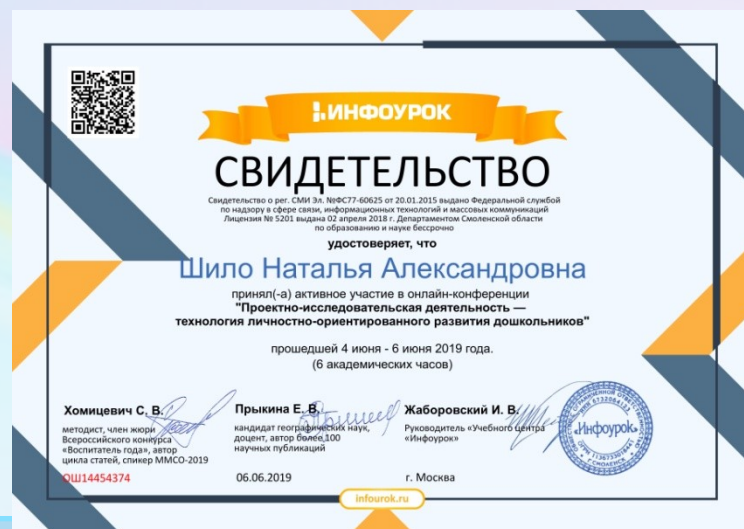 ИНФОУРОК
СВИДЕТЕЛЬСТВО
Свидетельство о рег. СМИ Эл. №ФС77-60625 от 20.01.2015 выдано Федеральной службой
по надзору в сфере связи, информационных технологий и массовых коммуникаций
Лицензия № 5201 выдана 02 апреля 2018 г. Департаментом Смоленской области
по образованию и науке бессрочно
удостоверяет, что
Шило Наталья Александровна
принял(-а) активное участие в онлайн-конференции
"Проектно-исследовательская деятельность —
технология личностно-ориентированного развития дошкольников"
прошедшей 4 июня - 6 июня 2019 года.
(6 академических часов)
Хомицевич С. В.
методист, член жюри
Всероссийского конкурса
«Воспитатель года», автор
цикла статей, спикер ММСО-2019
ОШ14454374
Прыкина Е. В.
кандидат географических наук,
доцент, автор более 100
научных публикаций
06.06.2019
Жаборовский И. В.
Руководитель «Учебного центра
«Инфоурок»
г. Москва
«Инфоурок»
infourok.ru